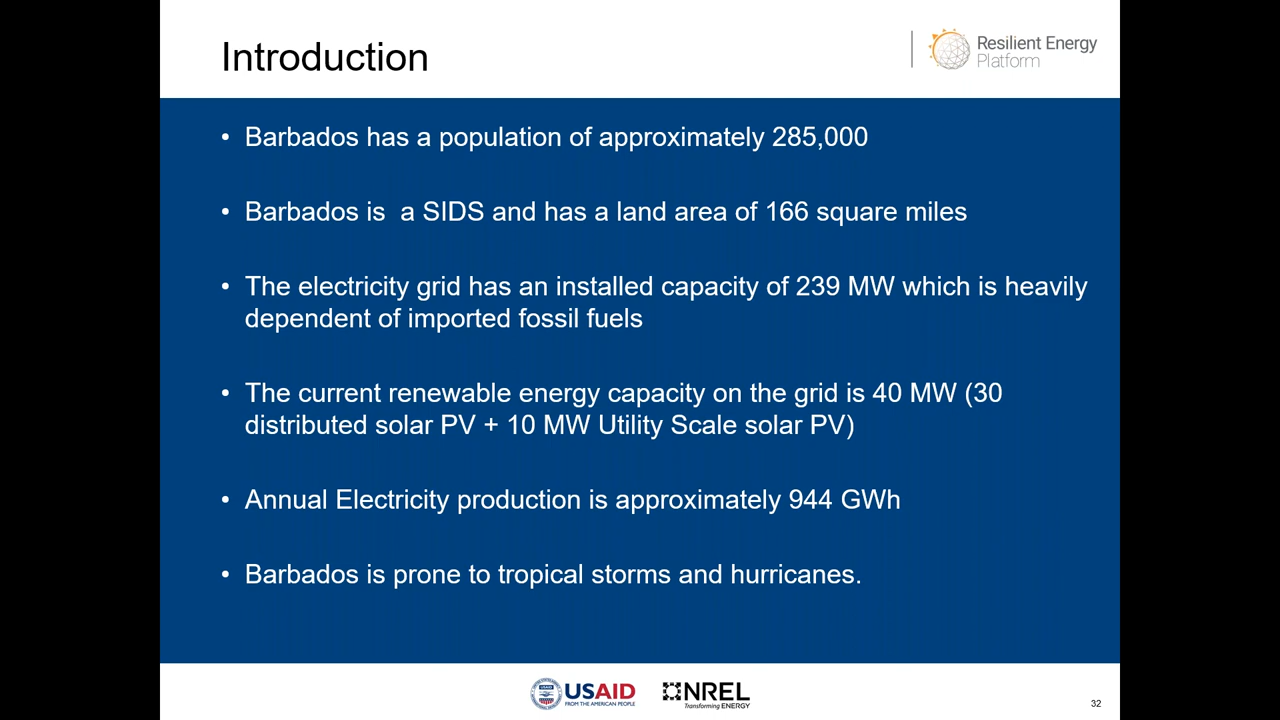 Introduction
Resilient Energy
Platform
• Barbados has a population of approximately 285,000
• Barbados is  a SIDS and has a land area of 166 square miles
• The electricity grid has an installed capacity of 239 MW which is heavily
dependent of imported fossil fuels
• The current renewable energy capacity on the grid is 40 MW (30
distributed solar PV + 10 MW Utility Scale solar PV)
• Annual Electricity production is approximately 944 GWh
• Barbados is prone to tropical storms and hurricanes.
USAID
FROM THE AMERICAN PEOPLE
NREL
Transforming ENERGY
32